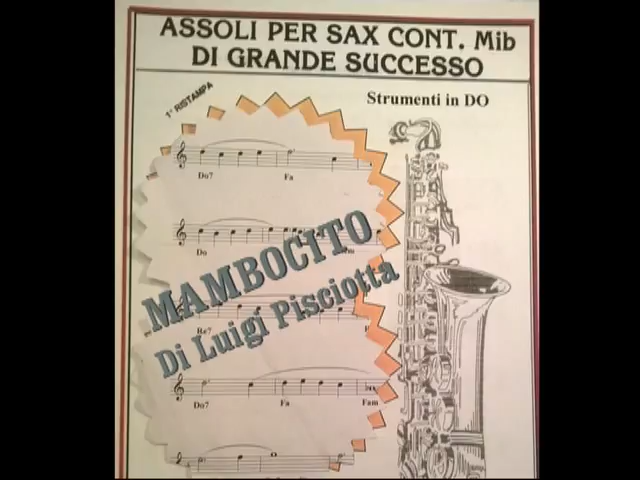 ASSOLI PER SAX CONT. Mib
DI GRANDE SUCCESSO
1° RISTAMPA
Strumenti in DO
Do7 Fa
Do
MAMBOCITO
Di Luigi Pisciotta
Re7
Do7 Fa Fam